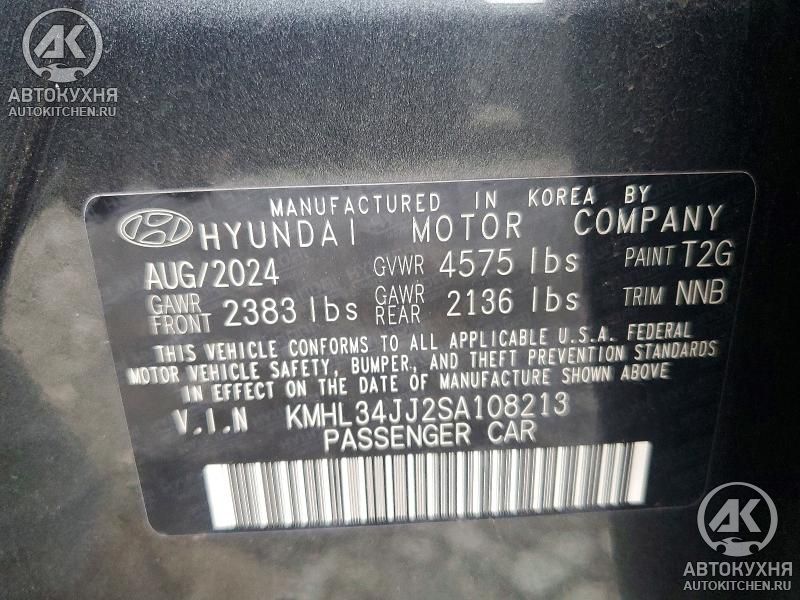 АК
АВТОКУХНЯ
AUTOKITCHEN.RU
MANUFACTURED IN KOREA BY
HYUNDAI MOTOR COMPANY
AUG/2024 GVWR 4575 lbs PAINT T2G
GAWR FRONT 2383 lbs GAWR REAR 2136 lbs TRIM NNB
THIS VEHICLE CONFORMS TO ALL APPLICABLE U.S.A. FEDERAL
MOTOR VEHICLE SAFETY, BUMPER, AND THEFT PREVENTION STANDARDS
IN EFFECT ON THE DATE OF MANUFACTURE SHOWN ABOVE.
V.I.N KMHL34JJ2SA108213
PASSENGER CAR
АК
АВТОКУХНЯ
AUTOKITCHEN.RU